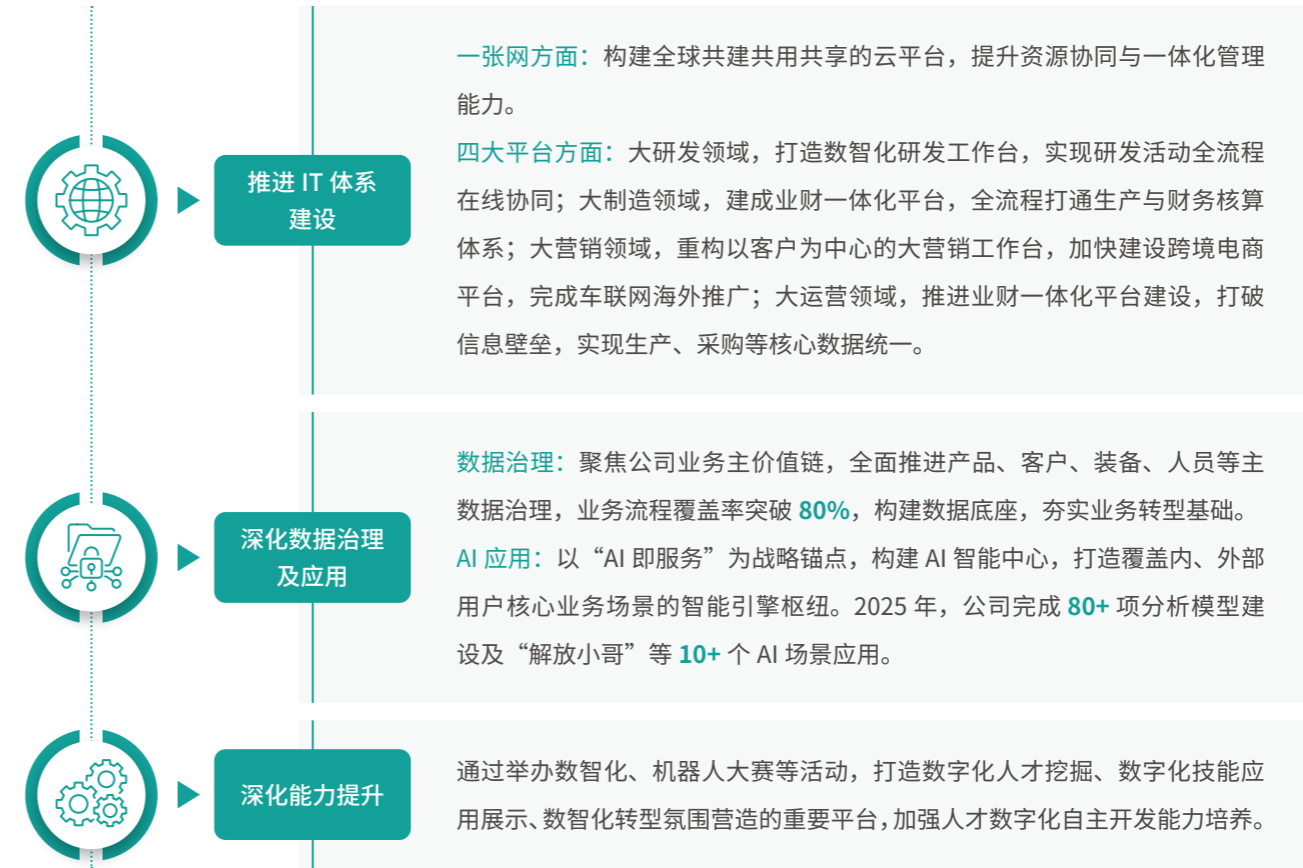 一张网方面：构建全球共建共用共享的云平台，提升资源协同与一体化管理
能力。
推进 IT 体系
建设
四大平台方面：大研发领域，打造数智化研发工作台，实现研发活动全流程
在线协同；大制造领域，建成业财一体化平台，全流程打通生产与财务核算
体系；大营销领域，重构以客户为中心的大营销工作台，加快建设跨境电商
平台，完成车联网海外推广；大运营领域，推进业财一体化平台建设，打破
信息壁垒，实现生产、采购等核心数据统一。
深化数据治理
及应用
数据治理：聚焦公司业务主价值链，全面推进产品、客户、装备、人员等主
数据治理，业务流程覆盖率突破 80%，构建数据底座，夯实业务转型基础。
AI 应用：以“AI 即服务”为战略锚点，构建 AI 智能中心，打造覆盖内、外部
用户核心业务场景的智能引擎枢纽。2025 年，公司完成 80+ 项分析模型建
设及“解放小哥”等 10+ 个 AI 场景应用。
深化能力提升
通过举办数智化、机器人大赛等活动，打造数字化人才挖掘、数字化技能应
用展示、数智化转型氛围营造的重要平台，加强人才数字化自主开发能力培养。